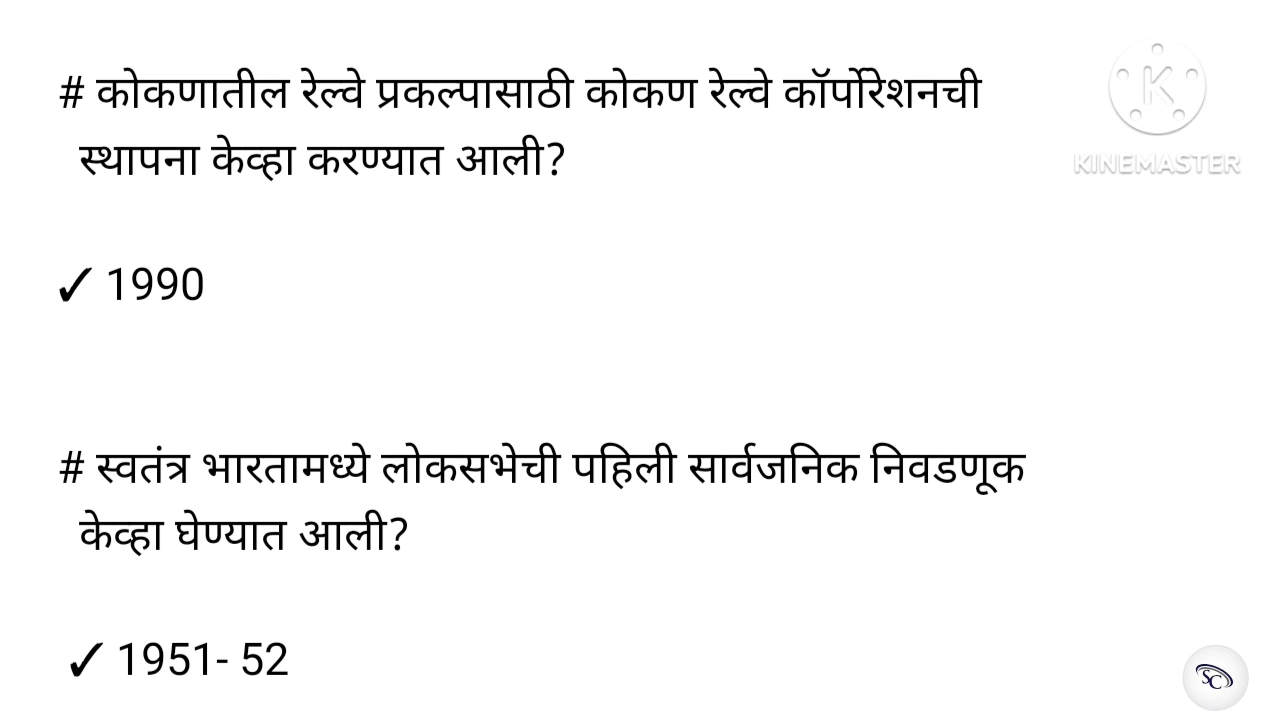 # कोकणातील रेल्वे प्रकल्पासाठी कोकण रेल्वे कॉर्पोरेशनची
स्थापना केव्हा करण्यात आली?
✓ 1990
# स्वतंत्र भारतामध्ये लोकसभेची पहिली सार्वजनिक निवडणूक
केव्हा घेण्यात आली?
✓ 1951- 52
K
KINEMASTER
SC